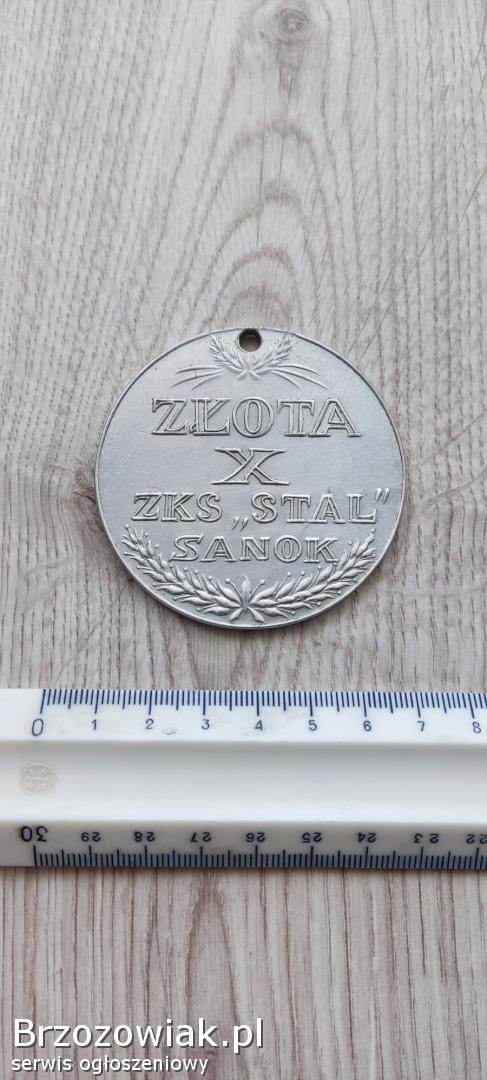 ZŁOTA
X
ZKS „STAL”
SANOK
0 1 2 3 4 5 6 7 8
30 29 28 27 26 25 24 23 22
Brzozowiak.pl
serwis ogłoszeniowy